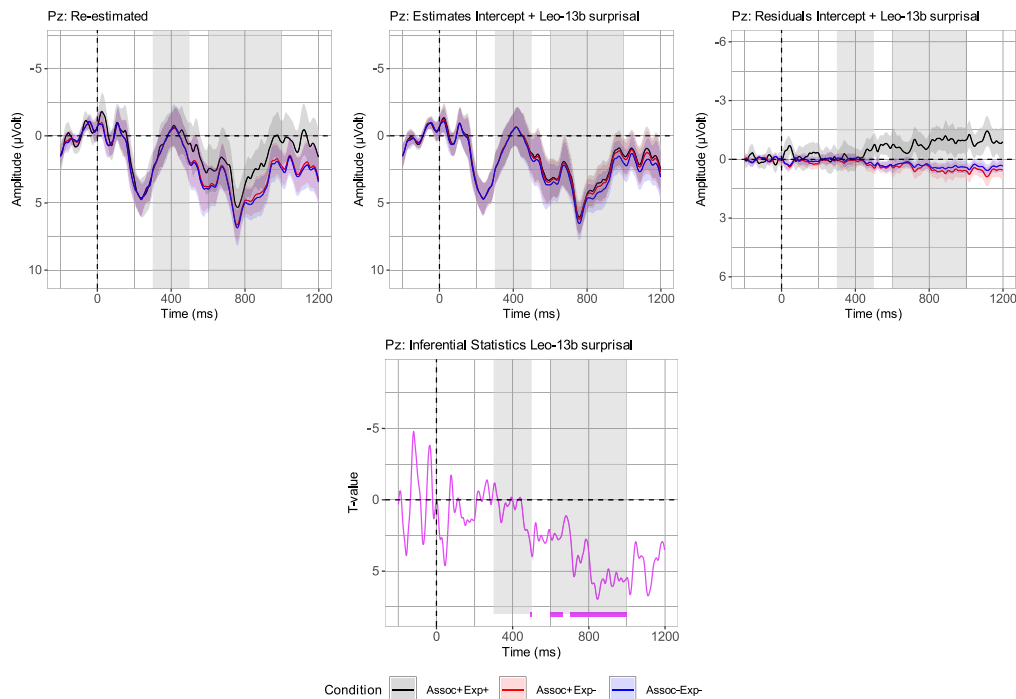 Pz: Re-estimated
Amplitude (µVolt)
-5
0
5
10
0
400
800
1200
Time (ms)
Pz: Estimates Intercept + Leo-13b surprisal
Amplitude (µVolt)
-5
0
5
10
0
400
800
1200
Time (ms)
Pz: Residuals Intercept + Leo-13b surprisal
Amplitude (µVolt)
-6
-3
0
3
6
0
400
800
1200
Time (ms)
Pz: Inferential Statistics Leo-13b surprisal
T-value
-5
0
5
0
400
800
1200
Time (ms)
Condition Assoc+Exp+ Assoc+Exp- Assoc-Exp-